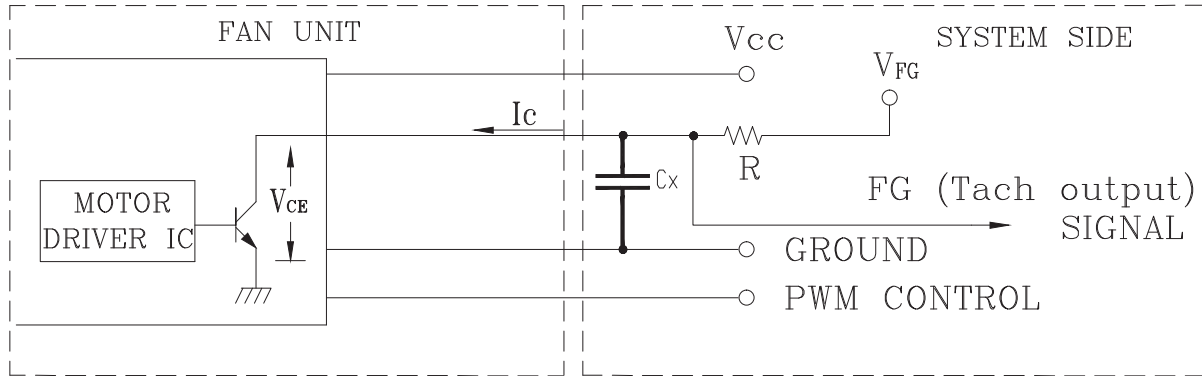 FAN UNIT
Vcc
SYSTEM SIDE
VFG
Ic
R
Cx
VCE
MOTOR
DRIVER IC
FG (Tach output)
SIGNAL
GROUND
PWM CONTROL